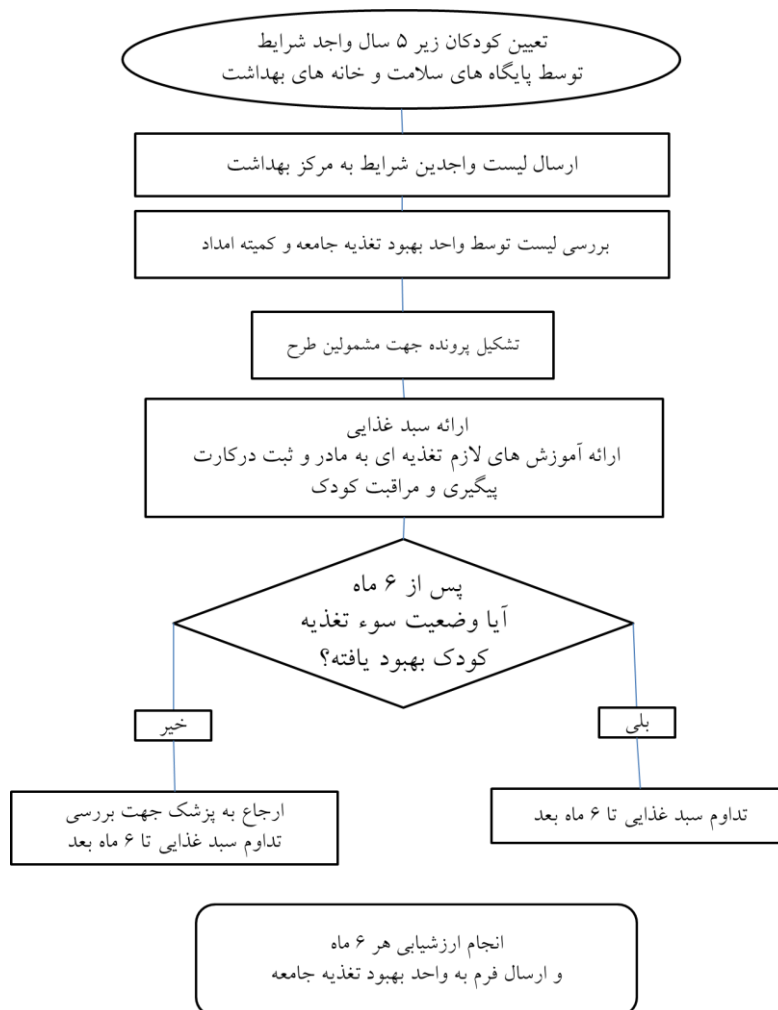 تعیین کودکان زیر ۵ سال واجد شرایط
توسط پایگاه های سلامت و خانه های بهداشت
ارسال لیست واجدین شرایط به مرکز بهداشت
بررسی لیست توسط واحد بهبود تغذیه جامعه و کمیته امداد
تشکیل پرونده جهت مشمولین طرح
ارائه سبد غذایی
ارائه آموزش های لازم تغذیه ای به مادر و ثبت درکارت
پیگیری و مراقبت کودک
پس از ۶ ماه
آیا وضعیت سوء تغذیه
کودک بهبود یافته؟
بلی
خیر
تداوم سبد غذایی تا ۶ ماه بعد
ارجاع به پزشک جهت بررسی
تداوم سبد غذایی تا ۶ ماه بعد
انجام ارزشیابی هر ۶ ماه
و ارسال فرم به واحد بهبود تغذیه جامعه